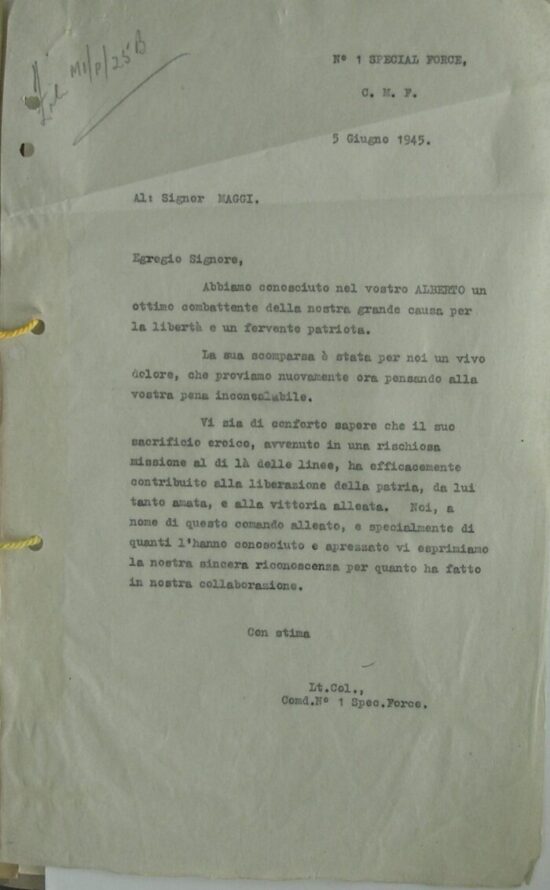 M1/P/25B
Nº 1 SPECIAL FORCE,
C. M. F.
5 Giugno 1945.
Al: Signor MAGGI.
Egregio Signore,
Abbiamo conosciuto nel vostro ALBERTO un
ottimo combattente della nostra grande causa per
la libertà e un fervente patriota.
La sua scomparsa è stata per noi un vivo
dolore, che proviamo nuovamente ora pensando alla
vostra pena inconsolabile.
Vi sia di conforto sapere che il suo
sacrificio eroico, avvenuto in una rischiosa
missione al di là delle linee, ha efficacemente
contribuito alla liberazione della patria, da lui
tanto amata, e alla vittoria alleata. Noi, a
nome di questo comando alleato, e specialmente di
quanti l'hanno conosciuto e aprezzato vi esprimiamo
la nostra sincera riconoscenza per quanto ha fatto
in nostra collaborazione.
Con stima
Lt.Col.,
Comd.Nº 1 Spec.Force.